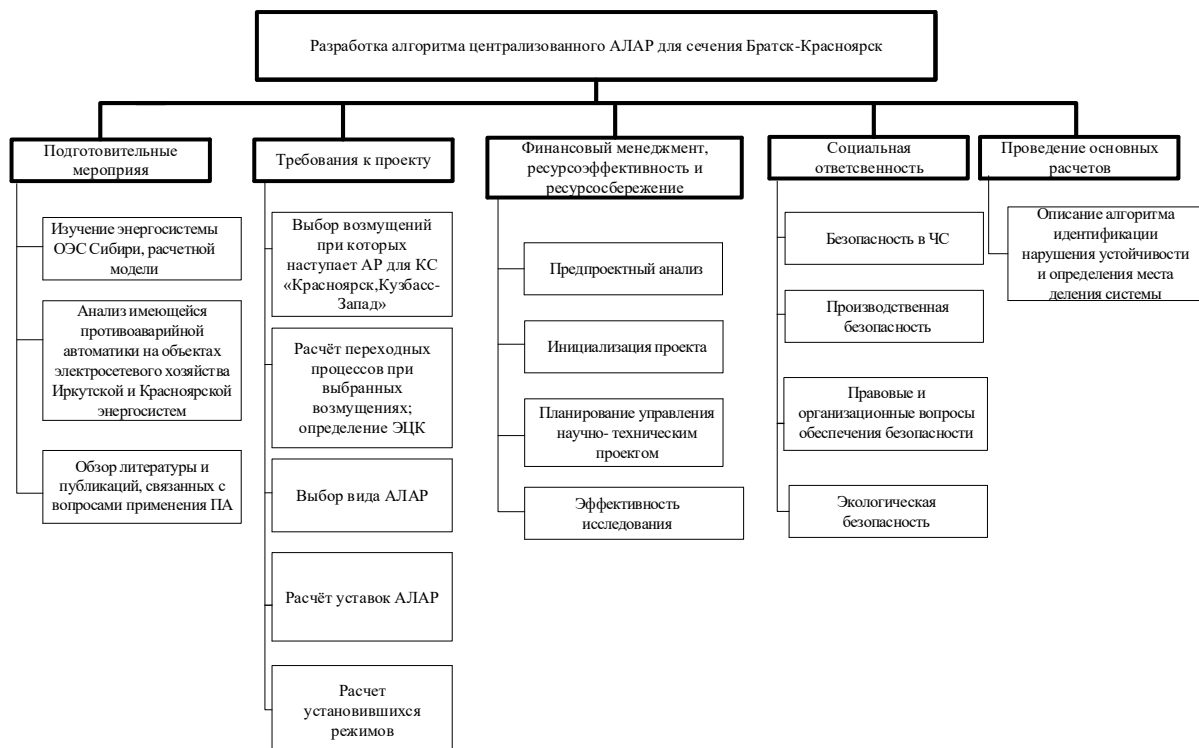 Разработка алгоритма централизованного АЛАР для сечения Братск-Красноярск
Подготовительные
мероприяя
Изучение энергосистемы
ОЭС Сибири, расчетной
модели
Анализ имеющейся
противоаварийной
автоматики на объектах
электросетевого хозяйства
Иркутской и Красноярской
энергосистем
Обзор литературы и
публикаций, связанных с
вопросами применения ПА
Требования к проекту
Выбор возмущений
при которых
наступает АР для КС
«Красноярск,Кузбасс-
Запад»
Расчёт переходных
процессов при
выбранных
возмущениях;
определение ЭЦК
Выбор вида АЛАР
Расчёт уставок АЛАР
Расчет
установившихся
режимов
Финансовый менеджмент,
ресурсоэффективность и
ресурсосбережение
Предпроектный анализ
Инициализация проекта
Планирование управления
научно- техническим
проектом
Эффективность
исследования
Социальная
ответсвенность
Безопасность в ЧС
Производственная
безопасность
Правовые и
организационные вопросы
обеспечения безопасности
Экологическая
безопасность
Проведение основных
расчетов
Описание алгоритма
идентификации
нарушения устойчивости
и определения места
деления системы